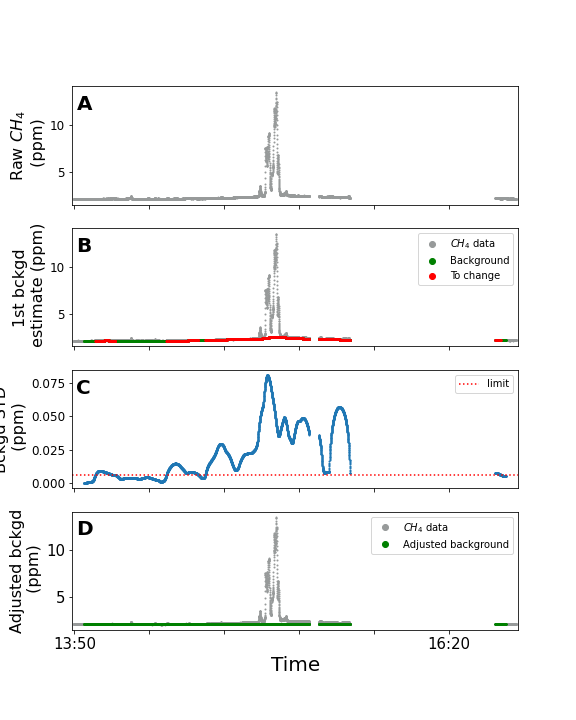 A
Raw CH4
(ppm)
10
5
B
1st bckgd
estimate (ppm)
10
5
CH4 data
Background
To change
C
(ppm)
0.075
0.050
0.025
0.000
limit
D
Adjusted bckgd
(ppm)
10
5
CH4 data
Adjusted background
13:50
16:20
Time